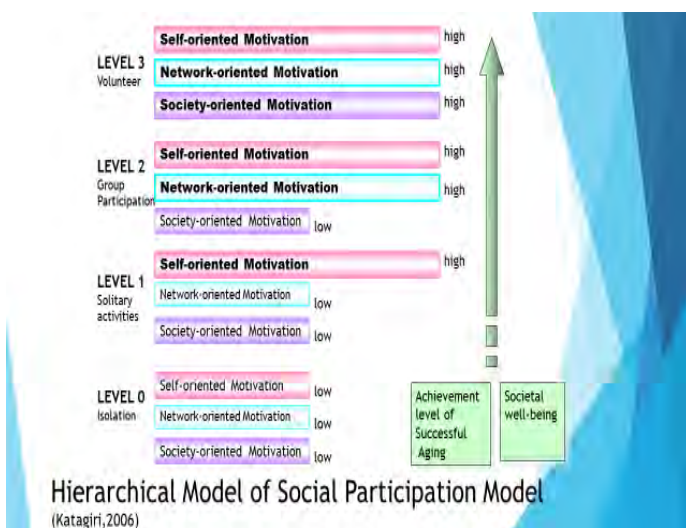 Self-oriented Motivation high
LEVEL 3
Volunteer
Network-oriented Motivation high
Society-oriented Motivation high
LEVEL 2
Group
Participation
Self-oriented Motivation high
Network-oriented Motivation high
Society-oriented Motivation low
LEVEL 1
Solitary
activities
Self-oriented Motivation high
Network-oriented Motivation low
Society-oriented Motivation low
LEVEL 0
Isolation
Self-oriented Motivation low
Network-oriented Motivation low
Society-oriented Motivation low
Achievement
level of
Successful
Aging
Societal
well-being
Hierarchical Model of Social Participation Model
(Katagiri,2006)